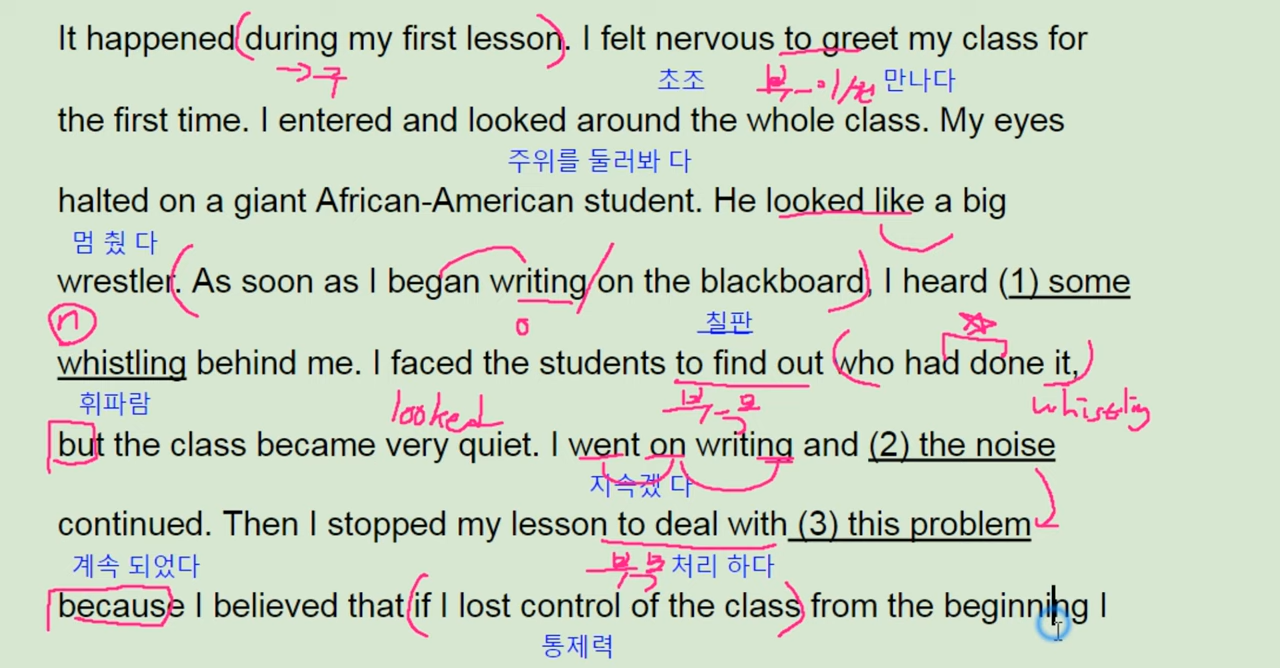 It happened during my first lesson. I felt nervous to greet my class for
→구
초조 부-이/원 만나다
the first time. I entered and looked around the whole class. My eyes
주위를 둘러봐 다
halted on a giant African-American student. He looked like a big
멈 췄 다
wrestler. As soon as I began writing/on the blackboard, I heard (1) some
n o 칠판 ☆
whistling behind me. I faced the students to find out who had done it,
휘파람 looked 부-목 whistling
but the class became very quiet. I went on writing and (2) the noise
지속겠 다
continued. Then I stopped my lesson to deal with (3) this problem
계속 되었다 부-목 처리 하다
because I believed that if I lost control of the class from the beginning I
통제력